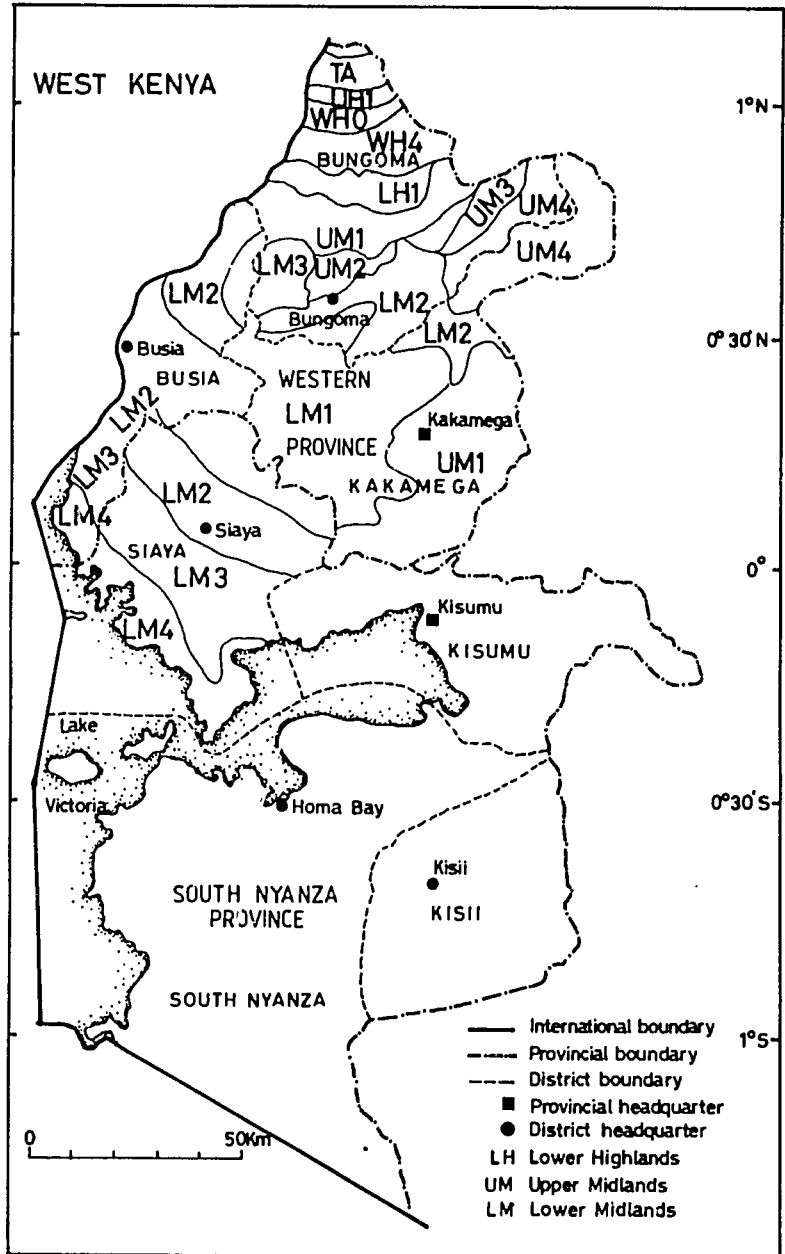 WEST KENYA
TA
UH1
1°N
WH0
WH4
BUNGOMA
LH1
UM3
UM4
UM1
UM4
LM3
UM2
LM2
LM2
Bungoma
LM2
0°30'N
Busia
BUSIA
WESTERN
LM2
LM1
Kakamega
PROVINCE
UM1
LM3
LM2
KAKAMEGA
LM4
Siaya
SIAYA
LM3
0°
Kisumu
LM4
KISUMU
Lake
Victoria
Homa Bay
0°30'S
Kisii
SOUTH NYANZA
PROVINCE
KISII
SOUTH NYANZA
International boundary
1°S
Provincial boundary
District boundary
Provincial headquarter
0 50Km
District headquarter
LH Lower Highlands
UM Upper Midlands
LM Lower Midlands